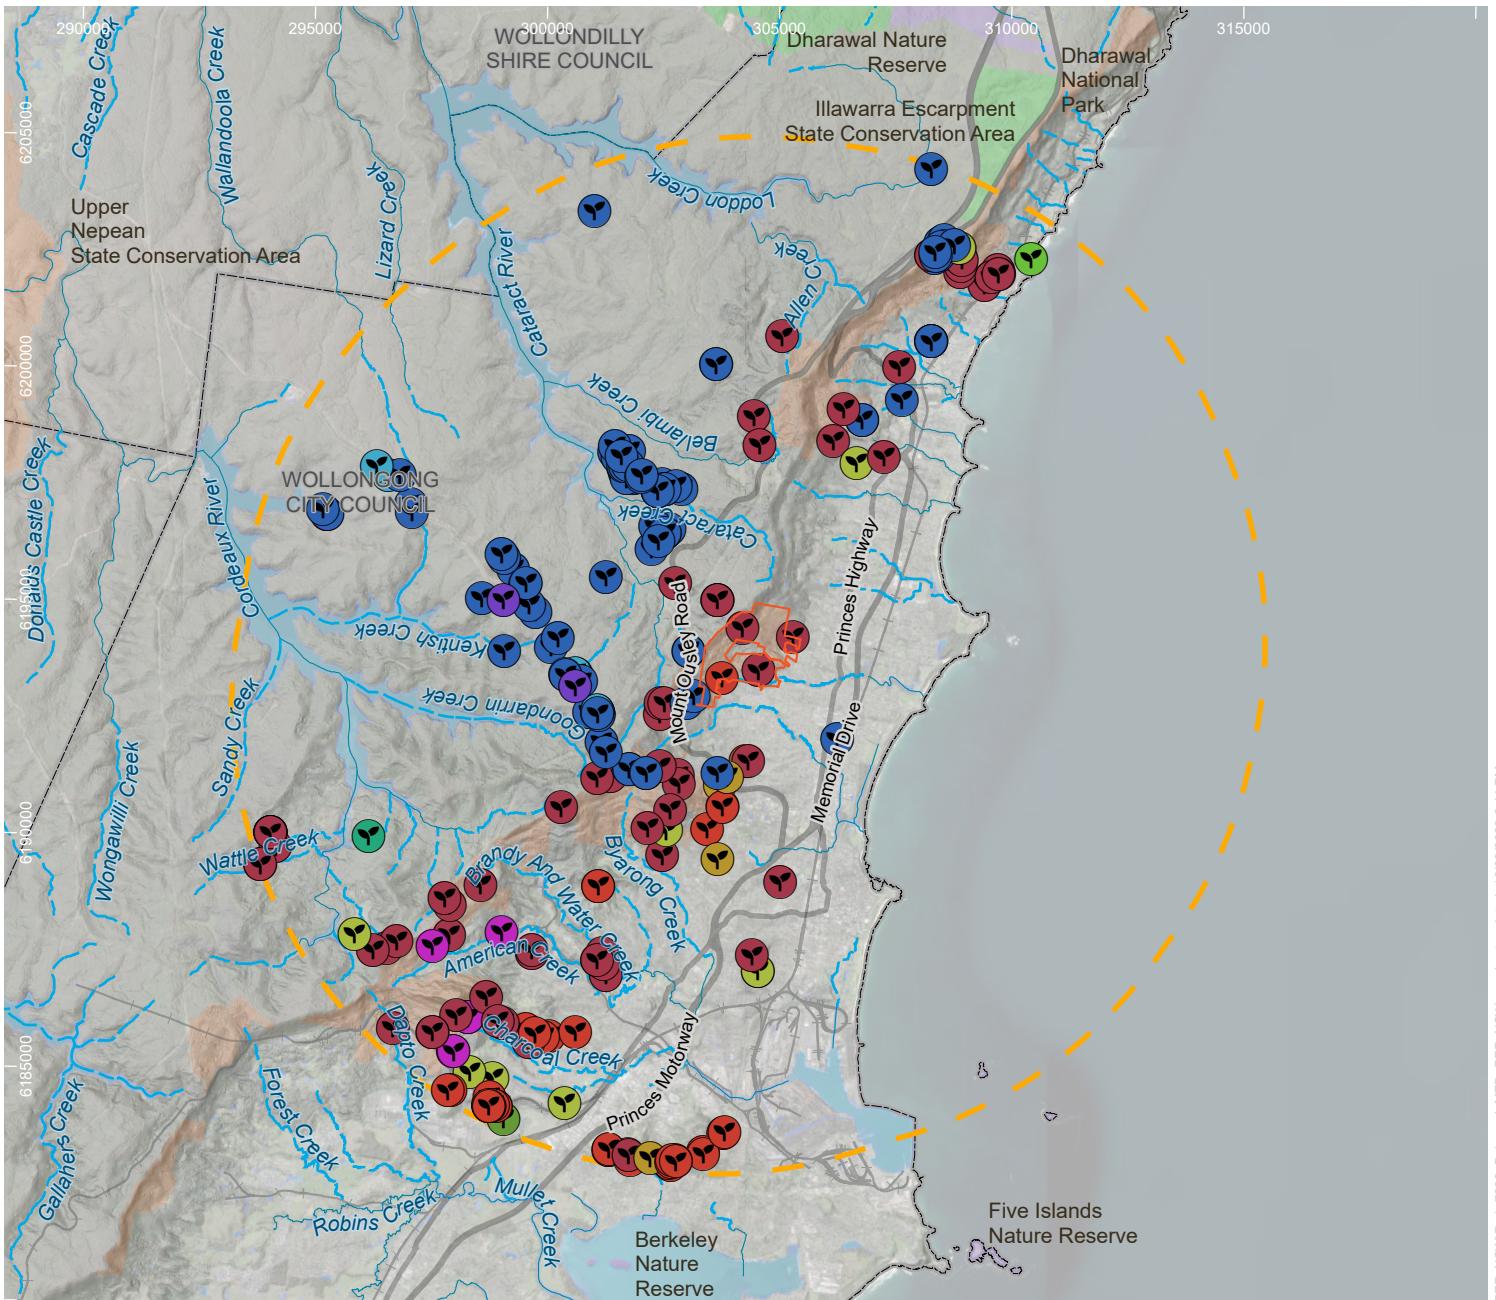 290000
295000
300000
305000
310000
315000
6205000
6200000
6195000
6190000
6185000
WOLLONDILLY
SHIRE COUNCIL
Dharawal Nature
Reserve
Dharawal
National
Park
Illawarra Escarpment
State Conservation Area
Cascade Creek
Wallandoola Creek
Lizard Creek
Loddon Creek
Upper
Nepean
State Conservation Area
Cataract River
Allen Creek
Bellambi Creek
WOLLONGONG
CITY COUNCIL
Cataract Creek
Donalds Castle Creek
Cordeaux River
Princes Highway
Kentish Creek
Mount Ousley Road
Goondarrin Creek
Sandy Creek
Wongawilli Creek
Memorial Drive
Wattle Creek
Brandy And Water Creek
Byarong Creek
American Creek
Dapto Creek
Charcoal Creek
Princes Motorway
Forest Creek
Gallahers Creek
Robins Creek
Mullet Creek
Berkeley
Nature
Reserve
Five Islands
Nature Reserve